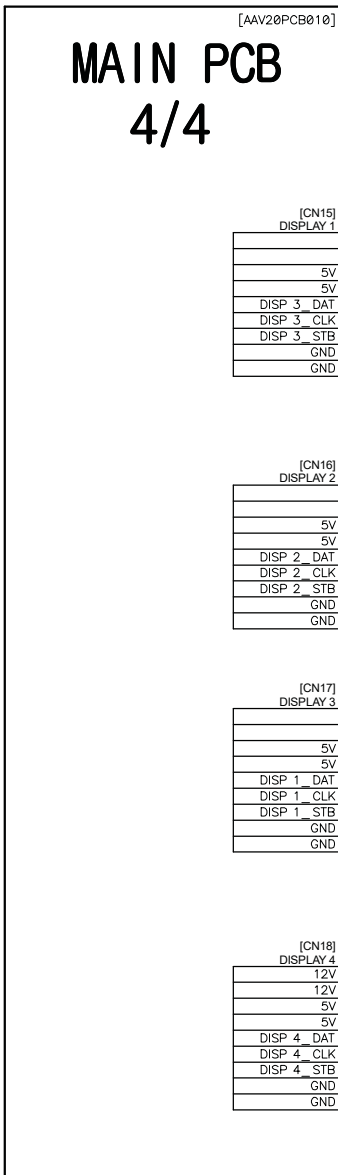 [AAV20PCB010]
MAIN PCB
4/4
[CN15]
DISPLAY 1
5V
5V
DISP 3_DAT
DISP 3_CLK
DISP 3_STB
GND
GND
[CN16]
DISPLAY 2
5V
5V
DISP 2_DAT
DISP 2_CLK
DISP 2_STB
GND
GND
[CN17]
DISPLAY 3
5V
5V
DISP 1_DAT
DISP 1_CLK
DISP 1_STB
GND
GND
[CN18]
DISPLAY 4
12V
12V
5V
5V
DISP 4_DAT
DISP 4_CLK
DISP 4_STB
GND
GND